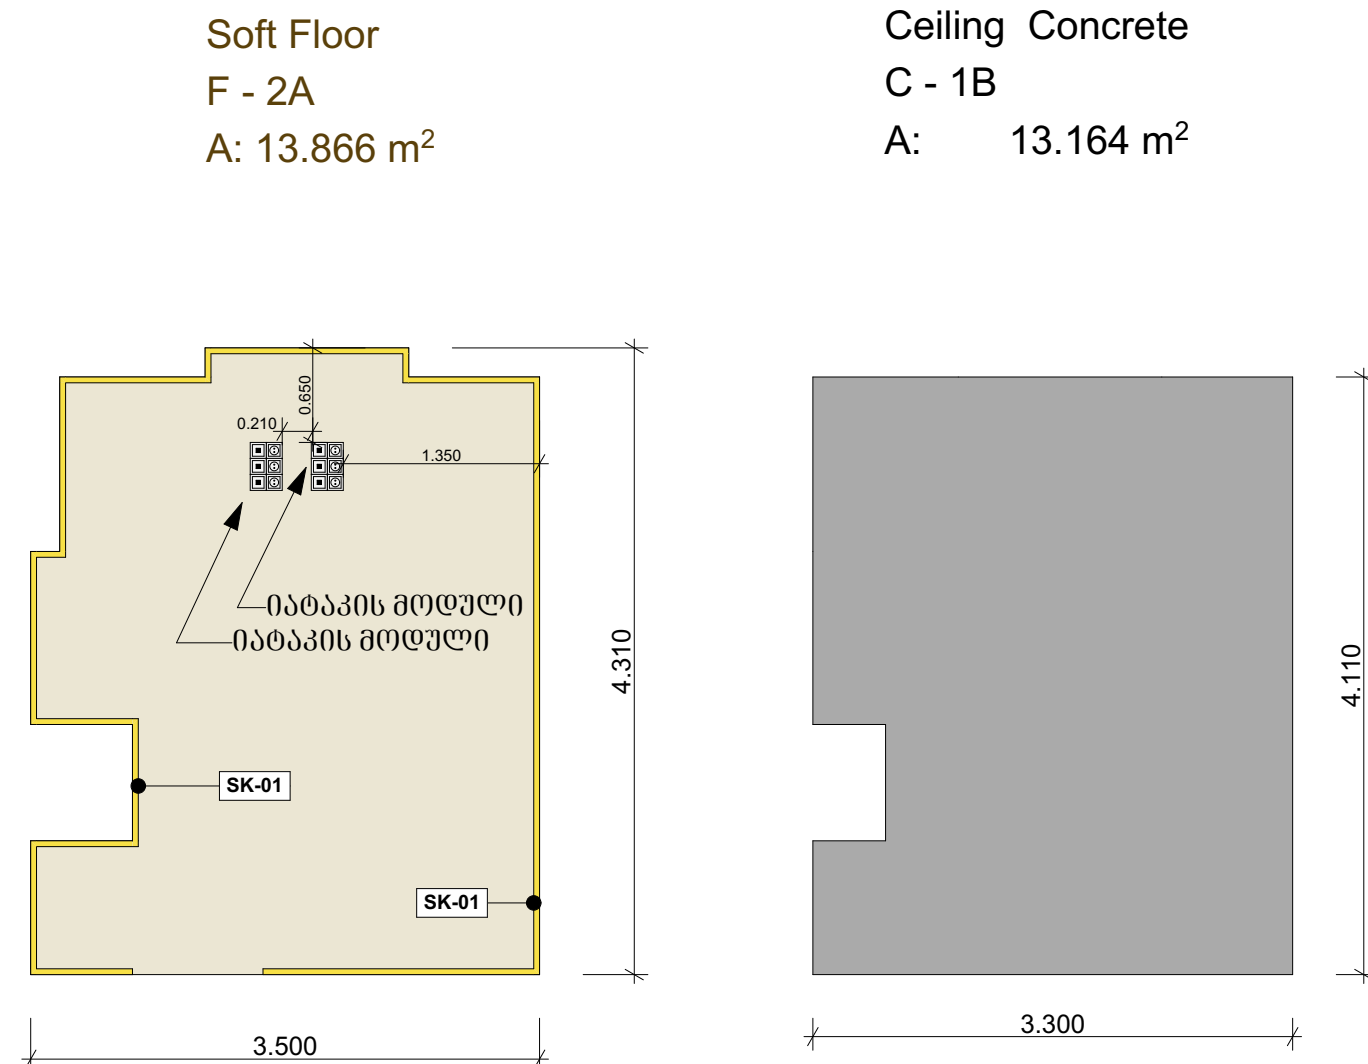 Soft Floor
F - 2A
A: 13.866 m²
Ceiling Concrete
C - 1B
A: 13.164 m²
0.650
0.210
1.350
იატაკის მოდული
იატაკის მოდული
4.310
4.110
SK-01
SK-01
3.500
3.300